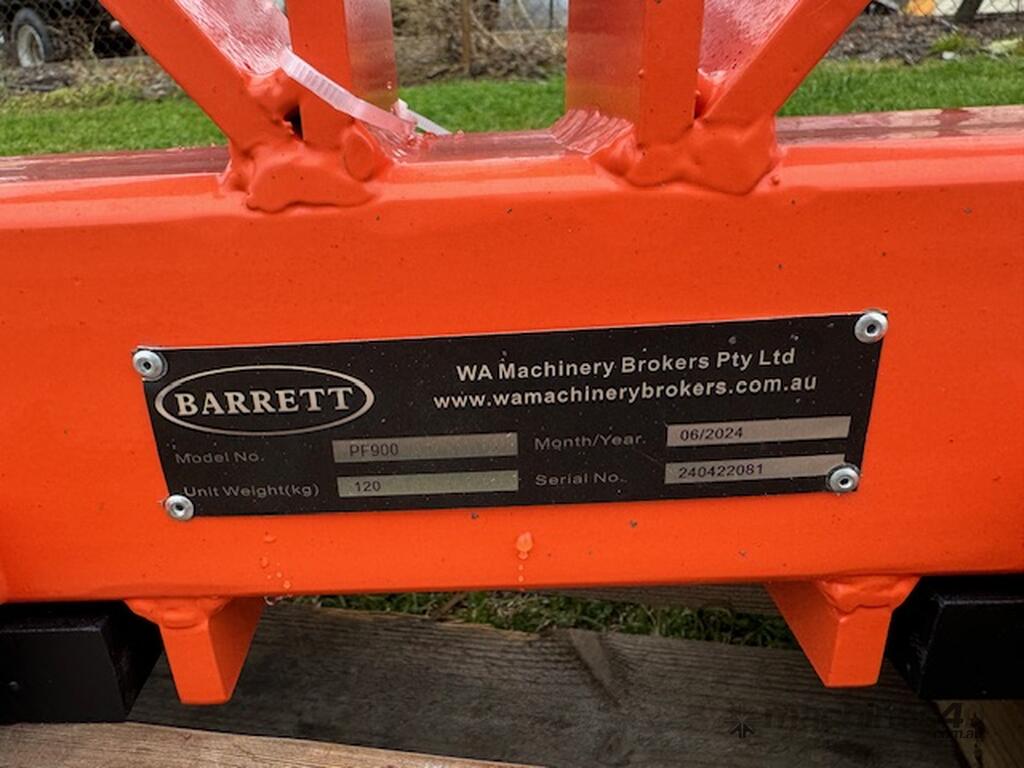 BARRETT
WA Machinery Brokers Pty Ltd
www.wamachinerybrokers.com.au
Model No. PF900
Month/Year. 06/2024
Unit Weight(kg) 120
Serial No. 240422081